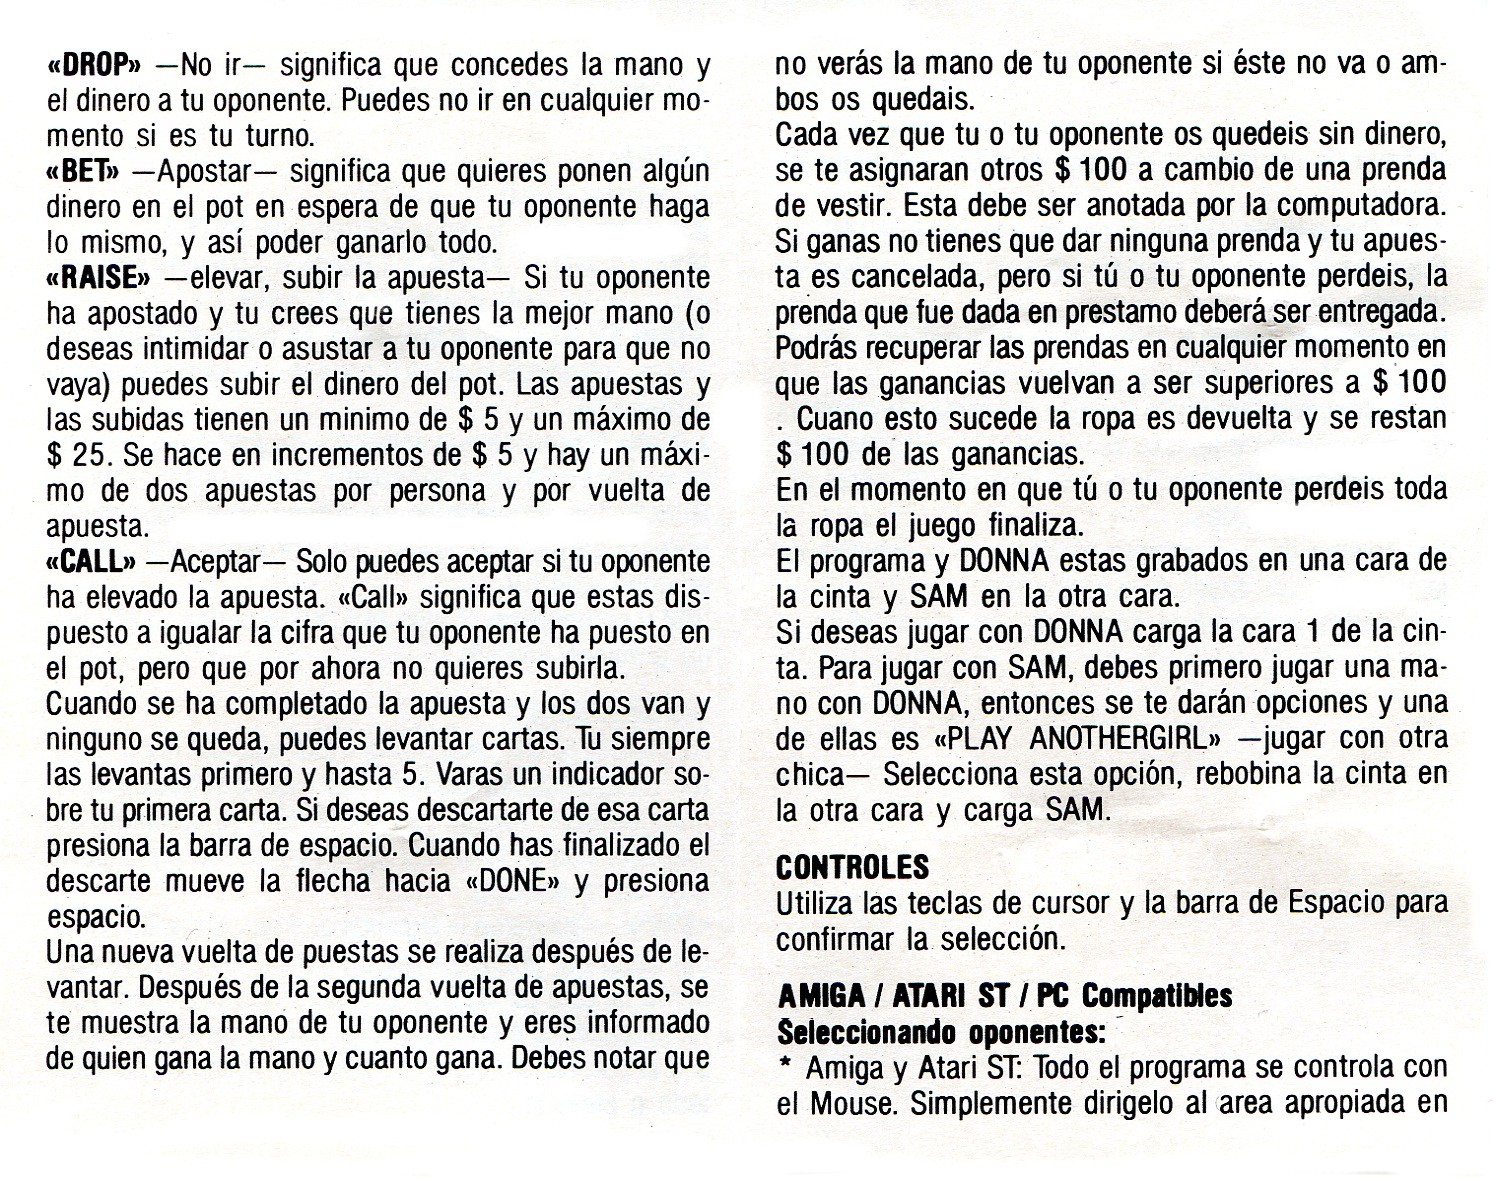 «DROP» —No ir— significa que concedes la mano y
el dinero a tu oponente. Puedes no ir en cualquier mo-
mento si es tu turno.
«BET» —Apostar— significa que quieres ponen algún
dinero en el pot en espera de que tu oponente haga
lo mismo, y así poder ganarlo todo.
«RAISE» —elevar, subir la apuesta— Si tu oponente
ha apostado y tu crees que tienes la mejor mano (o
deseas intimidar o asustar a tu oponente para que no
vaya) puedes subir el dinero del pot. Las apuestas y
las subidas tienen un minimo de $ 5 y un máximo de
$ 25. Se hace en incrementos de $ 5 y hay un máxi-
mo de dos apuestas por persona y por vuelta de
apuesta.
«CALL» —Aceptar— Solo puedes aceptar si tu oponente
ha elevado la apuesta. «Call» significa que estas dis-
puesto a igualar la cifra que tu oponente ha puesto en
el pot, pero que por ahora no quieres subirla.
Cuando se ha completado la apuesta y los dos van y
ninguno se queda, puedes levantar cartas. Tu siempre
las levantas primero y hasta 5. Varas un indicador so-
bre tu primera carta. Si deseas descartarte de esa carta
presiona la barra de espacio. Cuando has finalizado el
descarte mueve la flecha hacia «DONE» y presiona
espacio.
Una nueva vuelta de puestas se realiza después de le-
vantar. Después de la segunda vuelta de apuestas, se
te muestra la mano de tu oponente y eres informado
de quien gana la mano y cuanto gana. Debes notar que
no verás la mano de tu oponente si éste no va o am-
bos os quedais.
Cada vez que tu o tu oponente os quedeis sin dinero,
se te asignaran otros $ 100 a cambio de una prenda
de vestir. Esta debe ser anotada por la computadora.
Si ganas no tienes que dar ninguna prenda y tu apues-
ta es cancelada, pero si tú o tu oponente perdeis, la
prenda que fue dada en prestamo deberá ser entregada.
Podrás recuperar las prendas en cualquier momento en
que las ganancias vuelvan a ser superiores a $ 100
. Cuano esto sucede la ropa es devuelta y se restan
$ 100 de las ganancias.
En el momento en que tú o tu oponente perdeis toda
la ropa el juego finaliza.
El programa y DONNA estas grabados en una cara de
la cinta y SAM en la otra cara.
Si deseas jugar con DONNA carga la cara 1 de la cin-
ta. Para jugar con SAM, debes primero jugar una ma-
no con DONNA, entonces se te darán opciones y una
de ellas es «PLAY ANOTHERGIRL» —jugar con otra
chica— Selecciona esta opción, rebobina la cinta en
la otra cara y carga SAM.
CONTROLES
Utiliza las teclas de cursor y la barra de Espacio para
confirmar la selección.
AMIGA / ATARI ST / PC Compatibles
Seleccionando oponentes:
* Amiga y Atari ST: Todo el programa se controla con
el Mouse. Simplemente dirigelo al area apropiada en